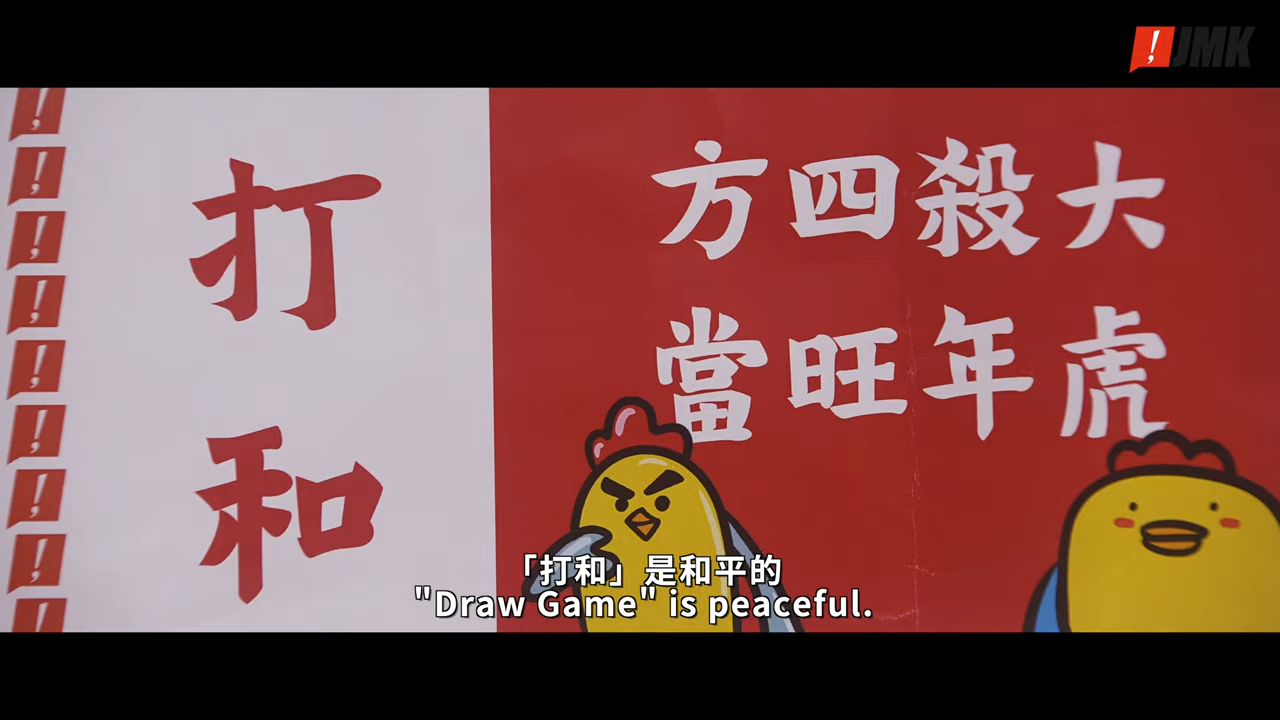 JMK
大殺四方
虎年旺當
打和
「打和」是和平的
"Draw Game" is peaceful.